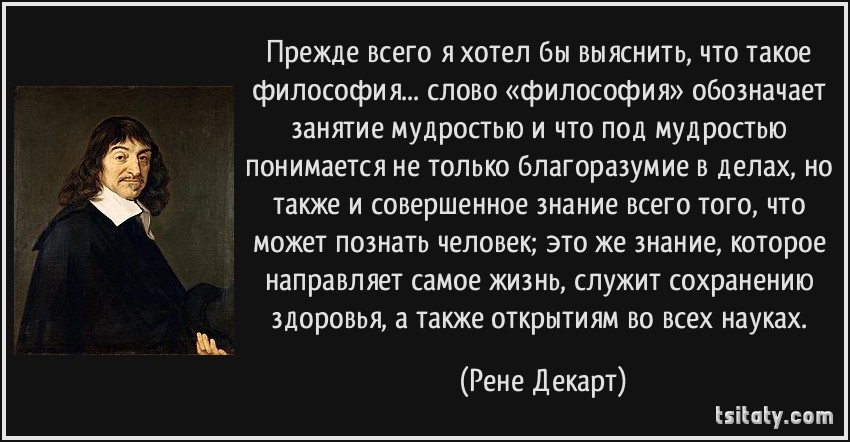 Прежде всего я хотел бы выяснить, что такое
философия... слово «философия» обозначает
занятие мудростью и что под мудростью
понимается не только благоразумие в делах, но
также и совершенное знание всего того, что
может познать человек; это же знание, которое
направляет самое жизнь, служит сохранению
здоровья, а также открытиям во всех науках.
(Рене Декарт)
tsitaty.com